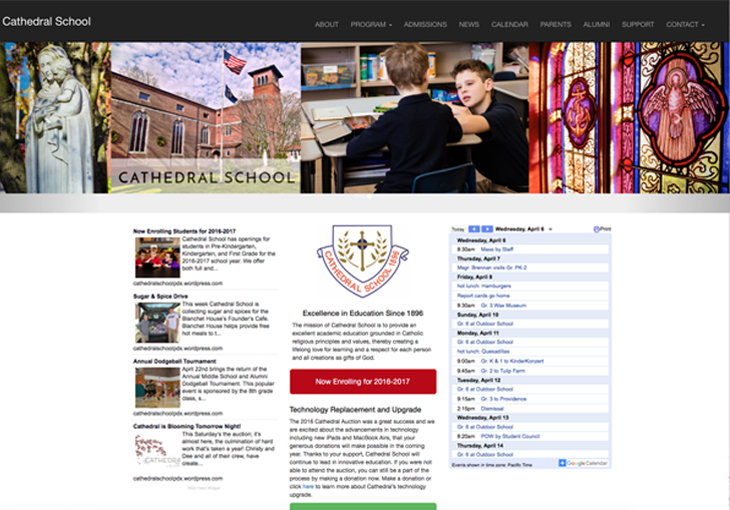 Cathedral School
ABOUT PROGRAM ADMISSIONS NEWS CALENDAR PARENTS ALUMNI SUPPORT CONTACT
CATHEDRAL SCHOOL
Now Enrolling Students for 2016-2017
Cathedral School has openings for
students in Pre-Kindergarten,
Kindergarten, and First Grade for the
2016-2017 school year. We offer
both full and...
cathedralschoolpdx.wordpress.com
Sugar & Spice Drive
This week Cathedral School is
collecting sugar and spices for the
Blanchet House's Founder's Cafe.
Blanchet House helps provide free
hot meals to t...
cathedralschoolpdx.wordpress.com
Annual Dodgeball Tournament
April 22nd brings the return of the
Annual Middle School and Alumni
Dodgeball Tournament. This popular
event is sponsored by the 8th grade
class, s...
cathedralschoolpdx.wordpress.com
Cathedral is Blooming Tomorrow Night!
This Saturday's the auction; it's
almost here, the culmination of hard
work that's taken a year! Christy and
Dee and all of their crew, have
create...
CATHEDRAL
cathedralschoolpdx.wordpress.com
CATHEDRAL SCHOOL 1896
Excellence in Education Since 1896
The mission of Cathedral School is to provide an
excellent academic education grounded in Catholic
religious principles and values, thereby creating a
lifelong love for learning and a respect for each person
and all creations as gifts of God.
Now Enrolling for 2016-2017
Technology Replacement and Upgrade
The 2016 Cathedral Auction was a great success and we
are excited about the advancements in technology
including new iPads and MacBook Airs, that your
generous donations will make possible in the coming
year. Thanks to your support, Cathedral School will
continue to lead in innovative education. If you were not
able to attend the auction, you can still be a part of the
process by making a donation now. Make a donation or
click here to learn more about Cathedral's technology
upgrade.
Today Wednesday, April 6 Print
Wednesday, April 6
8:30am Mass by Staff
Thursday, April 7
Msgr. Brennan visits Gr. PK-2
Friday, April 8
hot lunch: Hamburgers
Report cards go home
8:30am Gr. 3 Wax Museum
Sunday, April 10
Gr. 6 at Outdoor School
Monday, April 11
Gr. 6 at Outdoor School
hot lunch: Quesadillas
9:00am Gr. K & 1 to KinderKonzert
9:45am Gr. 2 to Tulip Farm
Tuesday, April 12
Gr. 6 at Outdoor School
9:15am Gr. 3 to Providence
2:15pm Dismissal
Wednesday, April 13
Gr. 6 at Outdoor School
8:20am POW by Student Council
Thursday, April 14
Gr. 6 at Outdoor School
Events shown in time zone: Pacific Time
Google Calendar